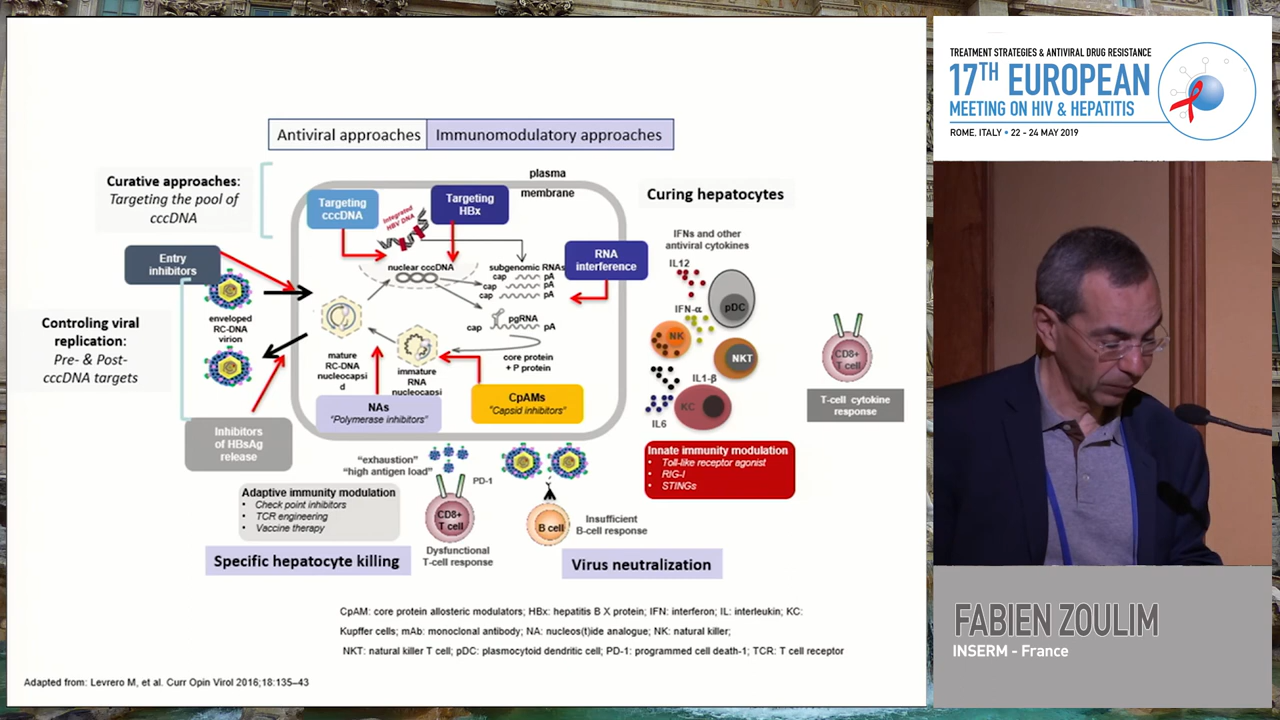 Antiviral approaches
Immunomodulatory approaches
Curative approaches:
Targeting the pool of
cccDNA
Entry
inhibitors
Controling viral
replication:
Pre- & Post-
cccDNA targets
enveloped
RC-DNA
virion
Inhibitors
of HBsAg
release
plasma
membrane
Targeting
cccDNA
Integrated
HBV DNA
Targeting
HBx
nuclear cccDNA
subgenomic RNAs
cap pA
cap pA
cap pA
RNA
interference
pgRNA
cap pA
core protein
+ P protein
mature
RC-DNA
nucleocapsi
d
immature
RNA
nucleocapsi
NAs
"Polymerase inhibitors"
CpAMs
"Capsid inhibitors"
Curing hepatocytes
IFNs and other
antiviral cytokines
IL12
pDC
IFN-α
NK
NKT
IL1-β
KC
IL6
CD8+
T cell
T-cell cytokine
response
Innate immunity modulation
• Toll-like receptor agonist
• RIG-I
• STINGs
"exhaustion"
"high antigen load"
PD-1
Adaptive immunity modulation
• Check point inhibitors
• TCR engineering
• Vaccine therapy
CD8+
T cell
Dysfunctional
T-cell response
B cell
Insufficient
B-cell response
Specific hepatocyte killing
Virus neutralization
CpAM: core protein allosteric modulators; HBx: hepatitis B X protein; IFN: interferon; IL: interleukin; KC:
Kupffer cells; mAb: monoclonal antibody; NA: nucleos(t)ide analogue; NK: natural killer;
NKT: natural killer T cell; pDC: plasmocytoid dendritic cell; PD-1: programmed cell death-1; TCR: T cell receptor
Adapted from: Levrero M, et al. Curr Opin Virol 2016;18:135–43
TREATMENT STRATEGIES & ANTIVIRAL DRUG RESISTANCE
17TH EUROPEAN
MEETING ON HIV & HEPATITIS
ROME, ITALY • 22 - 24 MAY 2019
FABIEN ZOULIM
INSERM - France